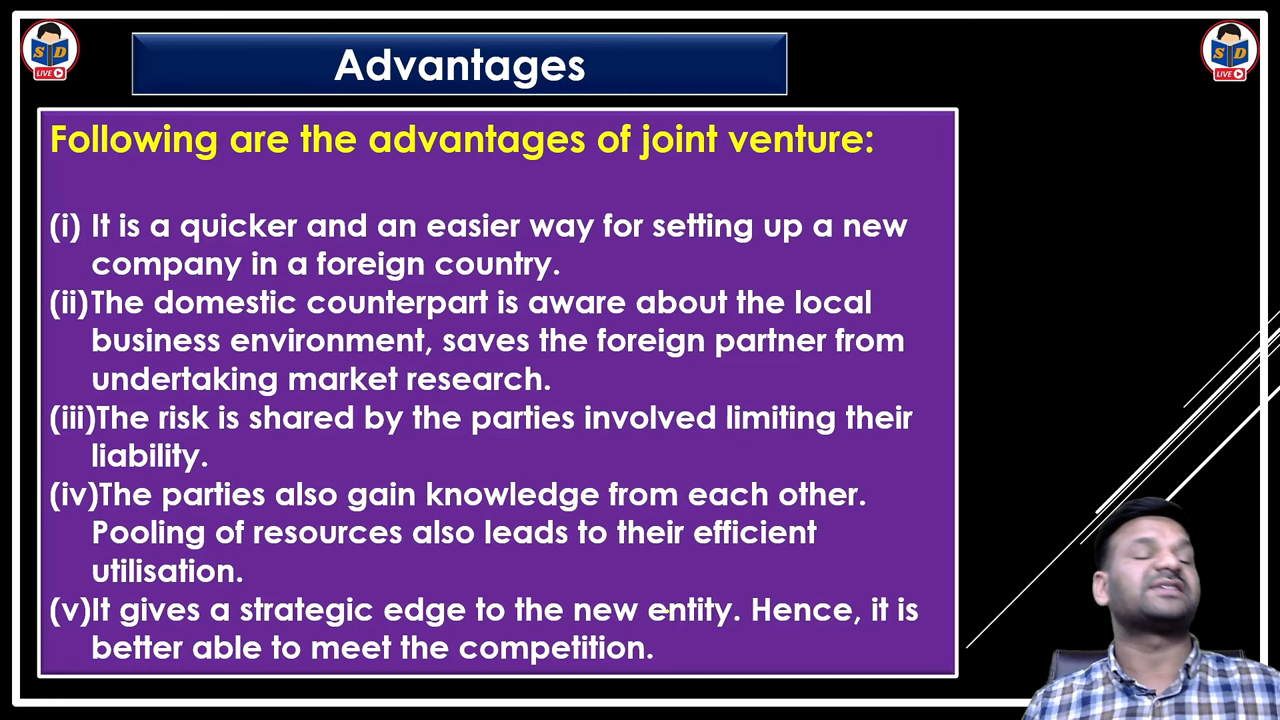 S D
LIVE
Advantages
S D
LIVE
Following are the advantages of joint venture:
(i) It is a quicker and an easier way for setting up a new
company in a foreign country.
(ii)The domestic counterpart is aware about the local
business environment, saves the foreign partner from
undertaking market research.
(iii)The risk is shared by the parties involved limiting their
liability.
(iv)The parties also gain knowledge from each other.
Pooling of resources also leads to their efficient
utilisation.
(v)It gives a strategic edge to the new entity. Hence, it is
better able to meet the competition.